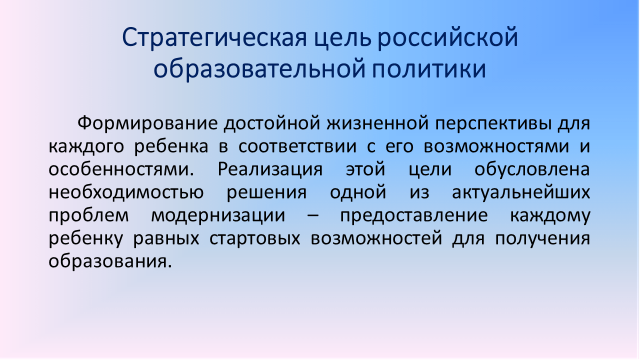 Стратегическая цель российской
образовательной политики
Формирование достойной жизненной перспективы для
каждого ребенка в соответствии с его возможностями и
особенностями. Реализация этой цели обусловлена
необходимостью решения одной из актуальнейших
проблем модернизации – предоставление каждому
ребенку равных стартовых возможностей для получения
образования.